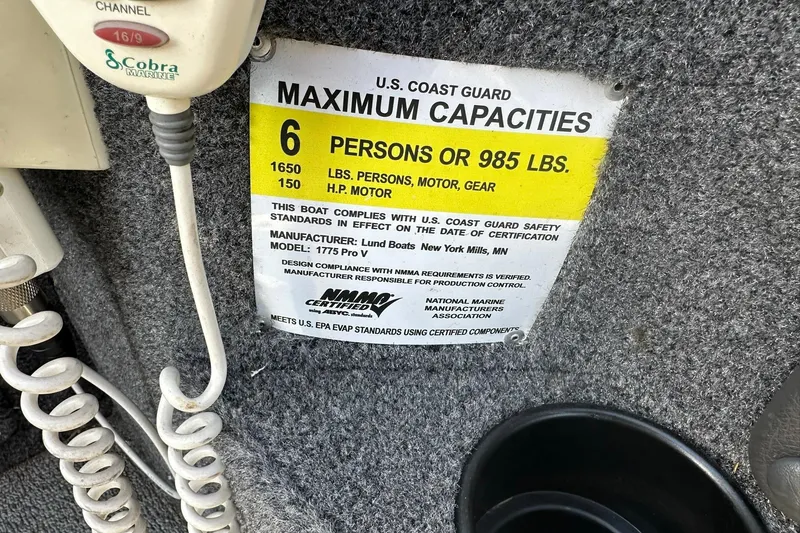 CHANNEL
16/9
Cobra
MARINE
U.S. COAST GUARD
MAXIMUM CAPACITIES
6 PERSONS OR 985 LBS.
1650 LBS. PERSONS, MOTOR, GEAR
150 H.P. MOTOR
THIS BOAT COMPLIES WITH U.S. COAST GUARD SAFETY
STANDARDS IN EFFECT ON THE DATE OF CERTIFICATION
MANUFACTURER: Lund Boats New York Mills, MN
MODEL: 1775 Pro V
DESIGN COMPLIANCE WITH NMMA REQUIREMENTS IS VERIFIED.
MANUFACTURER RESPONSIBLE FOR PRODUCTION CONTROL.
NMMA
CERTIFIED
using ABYC. standards
NATIONAL MARINE
MANUFACTURERS
ASSOCIATION
MEETS U.S. EPA EVAP STANDARDS USING CERTIFIED COMPONENTS